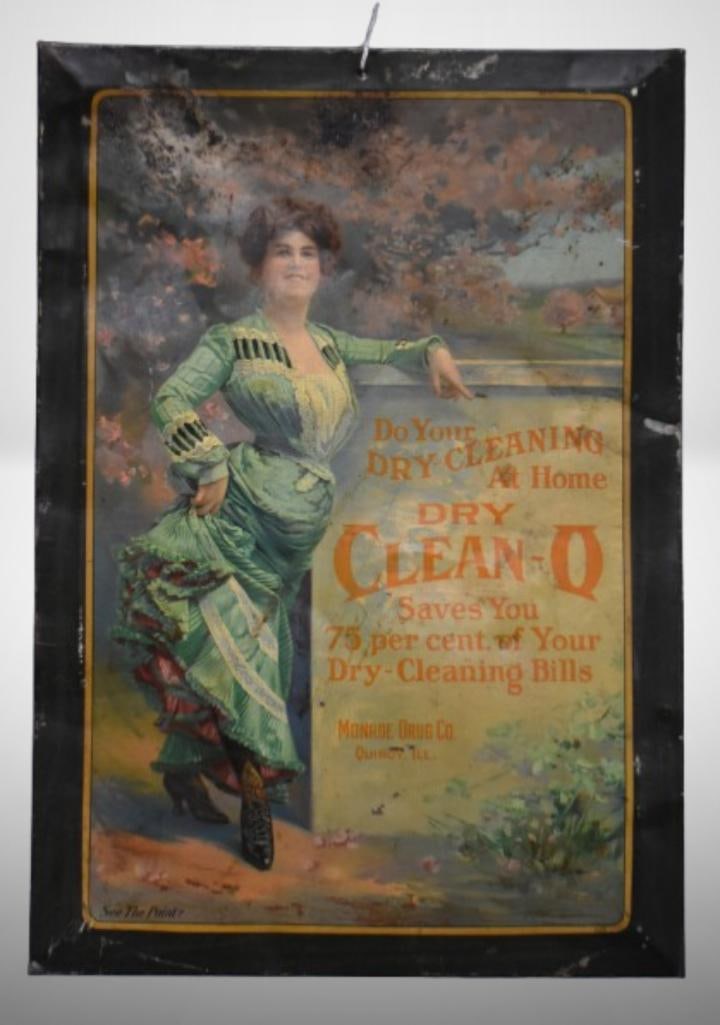 Do Your
DRY-CLEANING
At Home
DRY
CLEAN-Q
Saves You
75 per cent. of Your
Dry-Cleaning Bills
MONROE DRUG CO.
QUINCY, ILL.
See The Point?